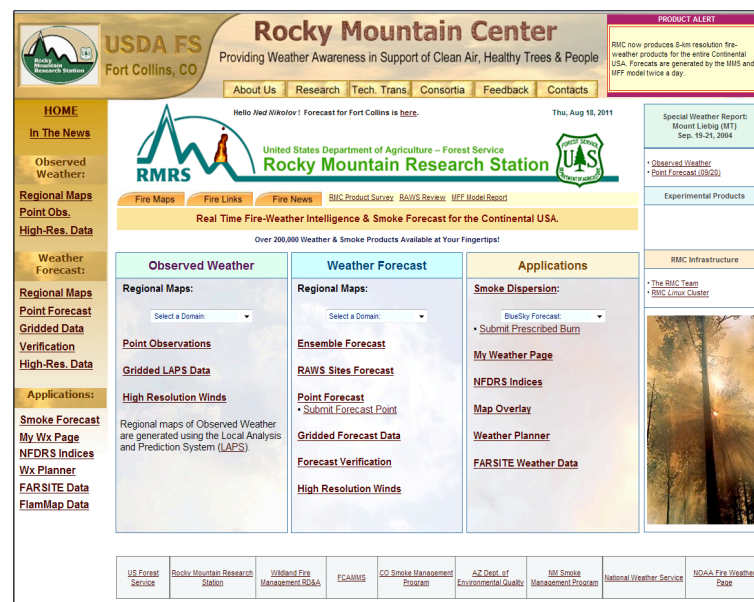 Rocky Mountain Center
USDA FS
Fort Collins, CO
Rocky
Mountain
Research Station
Providing Weather Awareness in Support of Clean Air, Healthy Trees & People
About Us Research Tech. Trans. Consortia Feedback Contacts
PRODUCT ALERT
RMC now produces 8-km resolution fire-
weather products for the entire Continental
USA. Forecats are generated by the MM5 and
MFF model twice a day.
HOME
In The News
Observed
Weather:
Regional Maps
Point Obs.
High-Res. Data
Weather
Forecast:
Regional Maps
Point Forecast
Gridded Data
Verification
High-Res. Data
Applications:
Smoke Forecast
My Wx Page
NFDRS Indices
Wx Planner
FARSITE Data
FlamMap Data
Hello Ned Nikolov! Forecast for Fort Collins is here.
Thu, Aug 18, 2011
RMRS
United States Department of Agriculture – Forest Service
Rocky Mountain Research Station
FOREST SERVICE
US
DEPARTMENT OF AGRICULTURE
Fire Maps Fire Links Fire News RMC Product Survey RAWS Review MFF Model Report
Real Time Fire-Weather Intelligence & Smoke Forecast for the Continental USA.
Over 200,000 Weather & Smoke Products Available at Your Fingertips!
Observed Weather
Regional Maps:
Select a Domain:
Point Observations
Gridded LAPS Data
High Resolution Winds
Regional maps of Observed Weather
are generated using the Local Analysis
and Prediction System (LAPS).
Weather Forecast
Regional Maps:
Select a Domain:
Ensemble Forecast
RAWS Sites Forecast
Point Forecast
• Submit Forecast Point
Gridded Forecast Data
Forecast Verification
High Resolution Winds
Applications
Smoke Dispersion:
BlueSky Forecast:
• Submit Prescribed Burn
My Weather Page
NFDRS Indices
Map Overlay
Weather Planner
FARSITE Weather Data
Special Weather Report:
Mount Liebig (MT)
Sep. 19-21, 2004
• Observed Weather
• Point Forecast (09/20)
Experimental Products
RMC Infrastructure
• The RMC Team
• RMC Linux Cluster
US Forest
Service
Rocky Mountain Research
Station
Wildland Fire
Management RD&A
FCAMMS
CO Smoke Management
Program
AZ Dept. of
Environmental Quality
NM Smoke
Management Program
National Weather Service
NOAA Fire Weather
Page